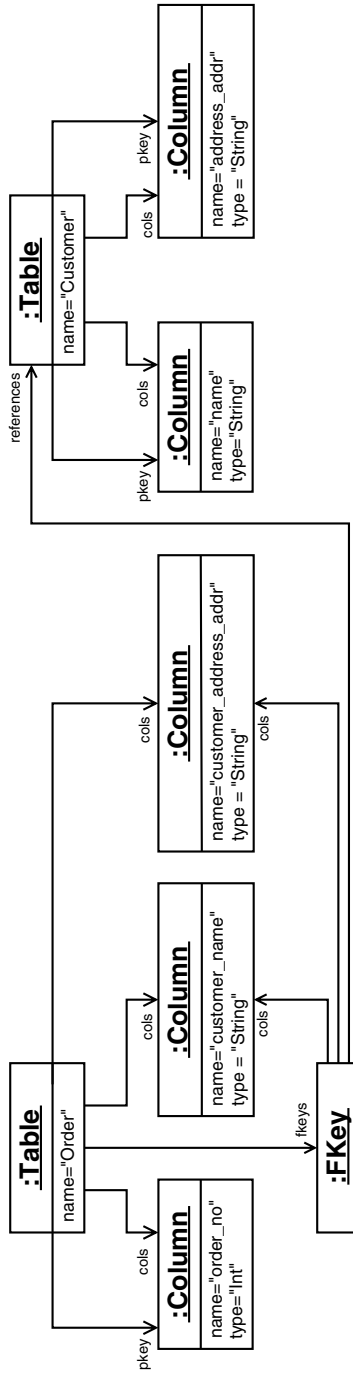 :Table
name="Order"
:Table
name="Customer"
references
pkey
cols
cols
cols
pkey
cols
cols
pkey
:Column
name="order_no"
type="Int"
:Column
name="customer_name"
type = "String"
:Column
name="customer_address_addr"
type = "String"
:Column
name="name"
type="String"
:Column
name="address_addr"
type = "String"
fkeys
cols
cols
:FKey